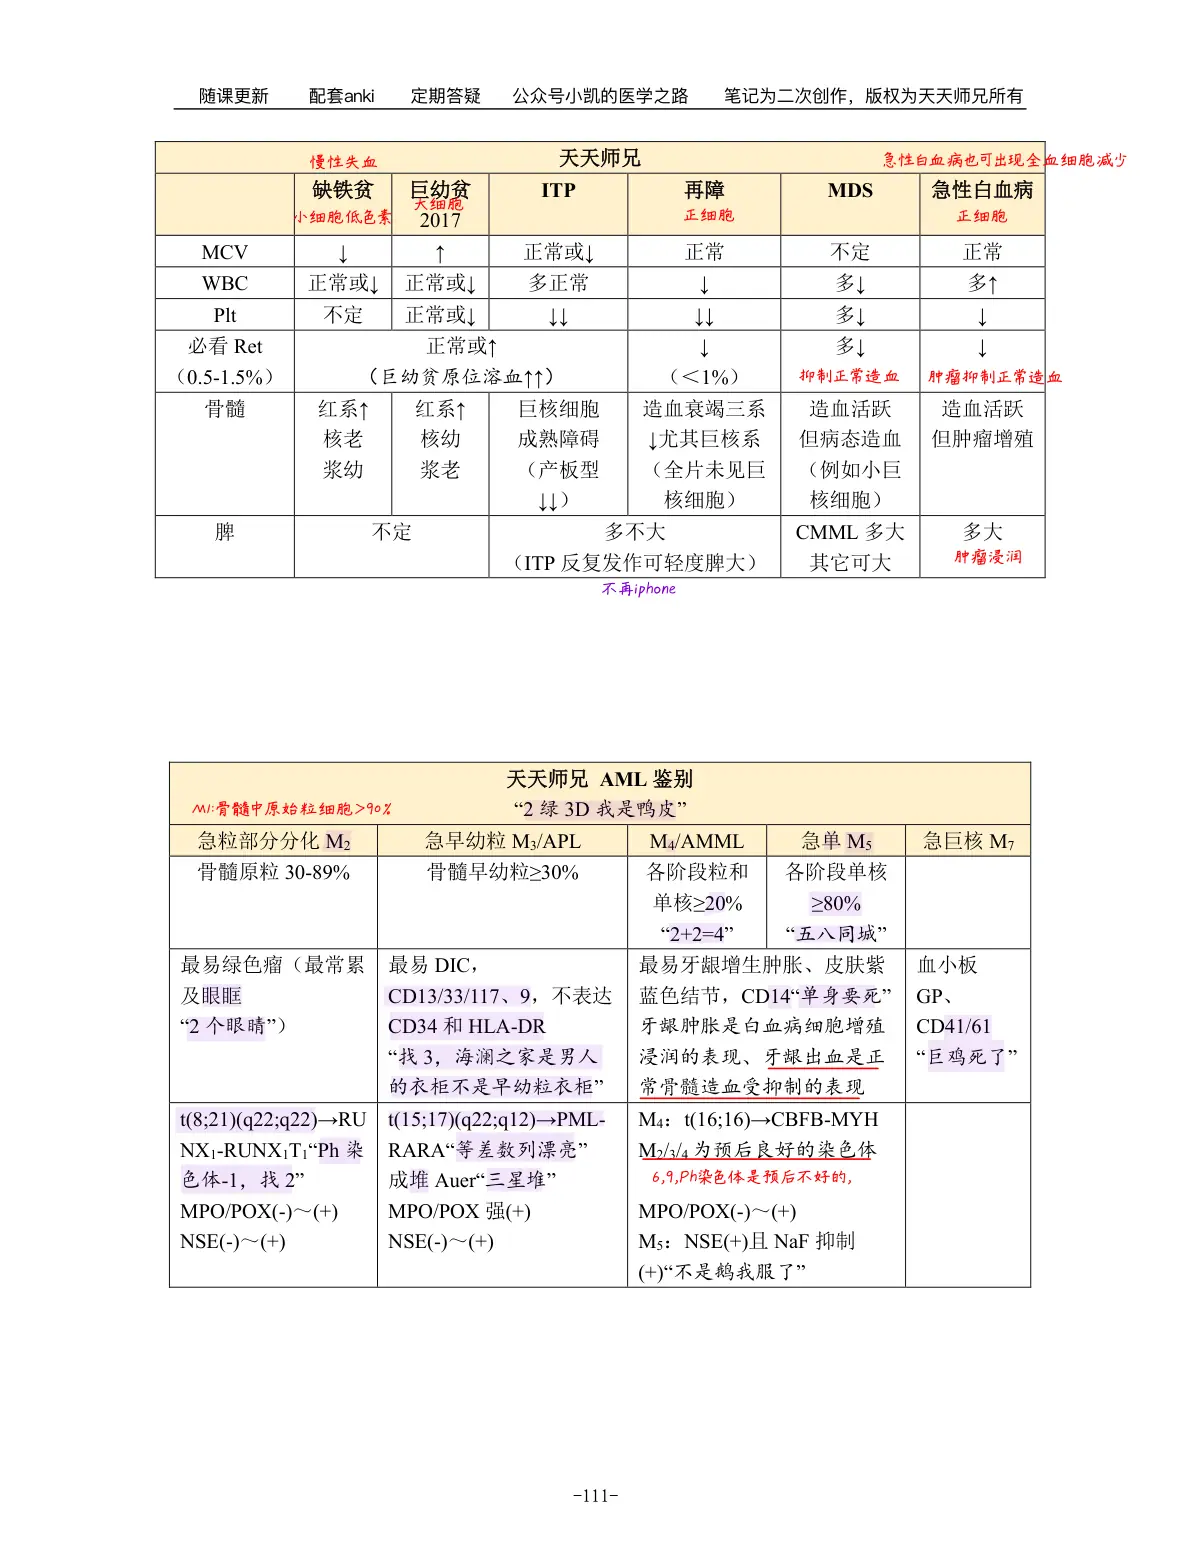 随课更新 配套anki 定期答疑 公众号小凯的医学之路 笔记为二次创作，版权为天天师兄所有
慢性失血 天天师兄 急性白血病也可出现全血细胞减少
缺铁贫 巨幼贫 ITP 再障 MDS 急性白血病
小细胞低色素 大细胞 正细胞 正细胞
2017
MCV ↓ ↑ 正常或↓ 正常 不定 正常
WBC 正常或↓ 正常或↓ 多正常 ↓ 多↓ 多↑
Plt 不定 正常或↓ ↓↓ ↓↓ 多↓ ↓
必看 Ret 正常或↑ ↓ 多↓ ↓
（0.5-1.5%） （巨幼贫原位溶血↑↑） （＜1%） 抑制正常造血 肿瘤抑制正常造血
骨髓 红系↑ 红系↑ 巨核细胞 造血衰竭三系 造血活跃 造血活跃
核老 核幼 成熟障碍 ↓尤其巨核系 但病态造血 但肿瘤增殖
浆幼 浆老 （产板型 （全片未见巨 （例如小巨
↓↓） 核细胞） 核细胞）
脾 不定 多不大 CMML 多大 多大
（ITP 反复发作可轻度脾大） 其它可大 肿瘤浸润
不再iphone
天天师兄 AML 鉴别
M1:骨髓中原始粒细胞>90% “2 绿 3D 我是鸭皮”
急粒部分分化 M₂ 急早幼粒 M₃/APL M₄/AMML 急单 M₅ 急巨核 M₇
骨髓原粒 30-89% 骨髓早幼粒≥30% 各阶段粒和 各阶段单核
单核≥20% ≥80%
“2+2=4” “五八同城”
最易绿色瘤（最常累 最易 DIC， 最易牙龈增生肿胀、皮肤紫 血小板
及眼眶 CD13/33/117、9，不表达 蓝色结节，CD14“单身要死” GP、
“2 个眼睛”） CD34 和 HLA-DR 牙龈肿胀是白血病细胞增殖 CD41/61
“找 3，海澜之家是男人 浸润的表现、牙龈出血是正 “巨鸡死了”
的衣柜不是早幼粒衣柜” 常骨髓造血受抑制的表现
t(8;21)(q22;q22)→RU t(15;17)(q22;q12)→PML- M₄：t(16;16)→CBFB-MYH
NX₁-RUNX₁T₁“Ph 染 RARA“等差数列漂亮” M₂/₃/₄ 为预后良好的染色体
色体-1，找 2” 成堆 Auer“三星堆” 6,9,Ph染色体是预后不好的,
MPO/POX(-)～(+) MPO/POX 强(+) MPO/POX(-)～(+)
NSE(-)～(+) NSE(-)～(+) M₅：NSE(+)且 NaF 抑制
(+)“不是鹅我服了”
-111-